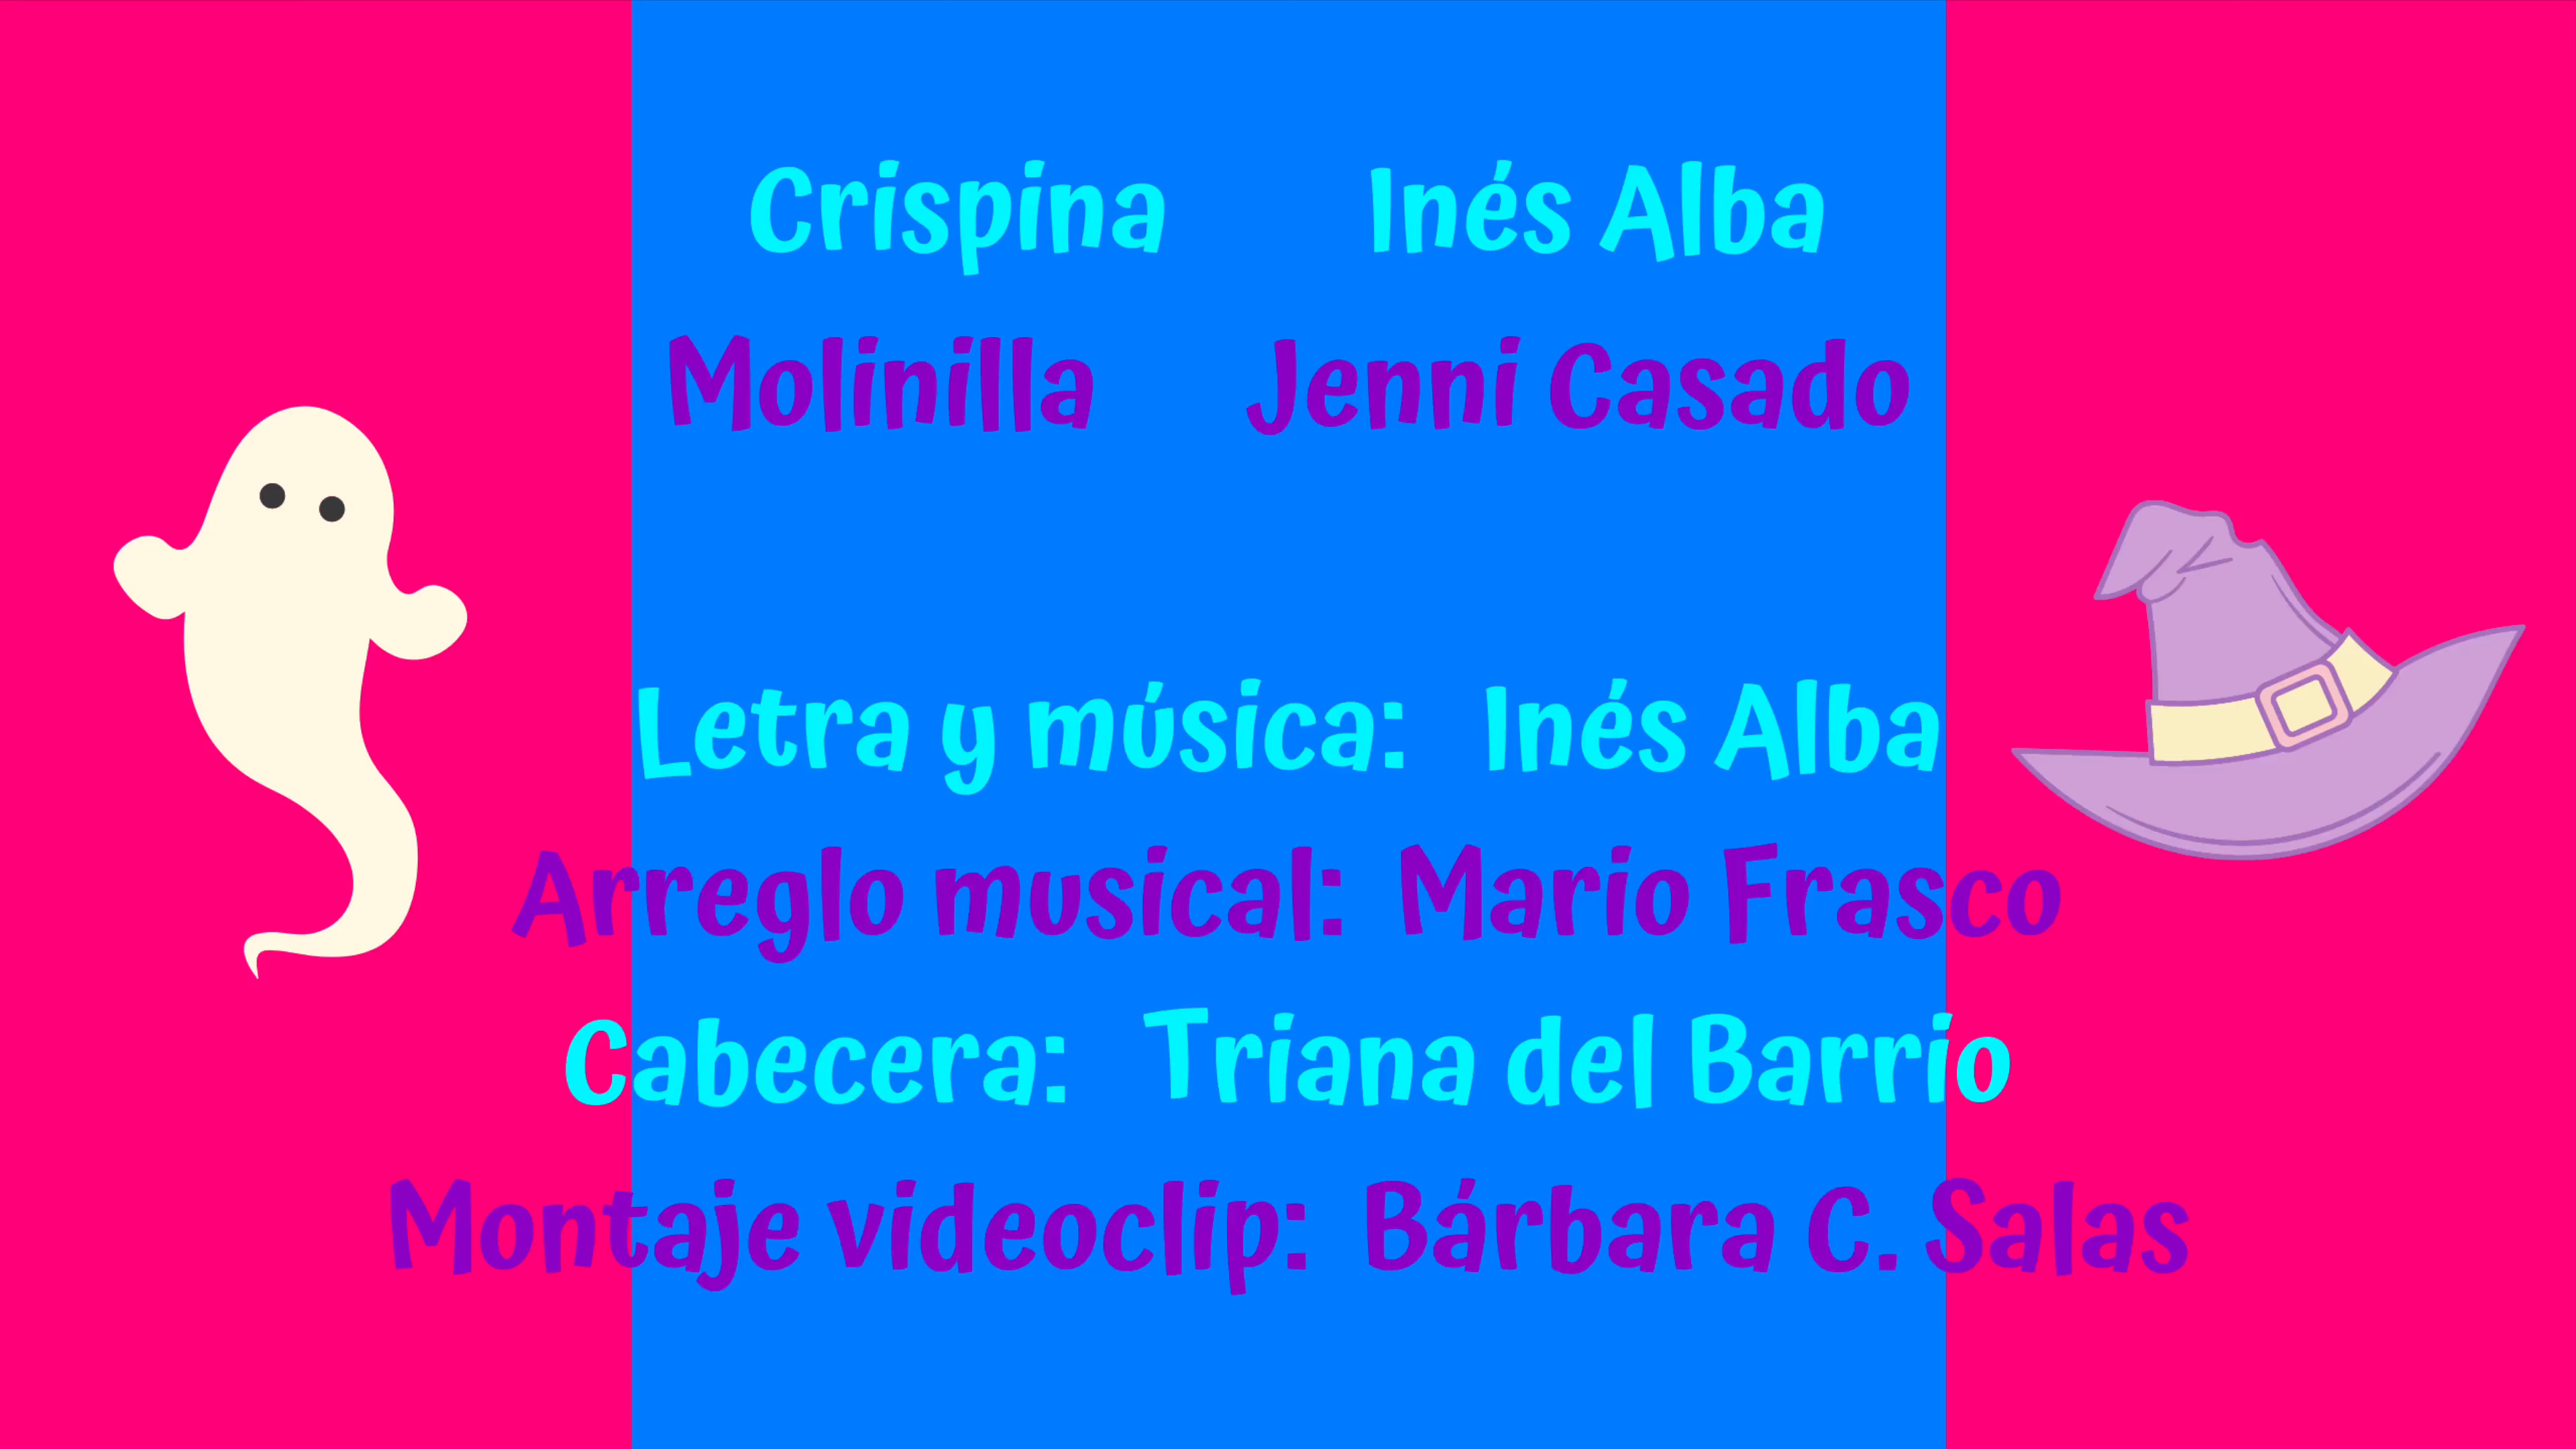 Crispina Inés Alba
Molinilla Jenni Casado
Letra y música: Inés Alba
Arreglo musical: Mario Frasco
Cabecera: Triana del Barrio
Montaje videoclip: Bárbara C. Salas